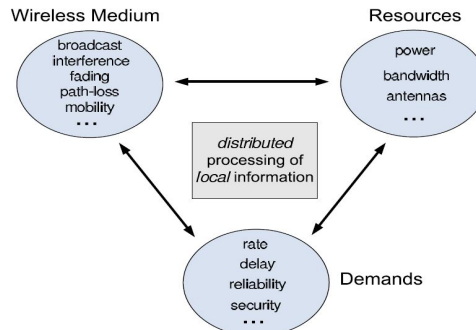 Wireless Medium
broadcast
interference
fading
path-loss
mobility
...
Resources
power
bandwidth
antennas
...
distributed
processing of
local information
rate
delay
reliability
security
...
Demands